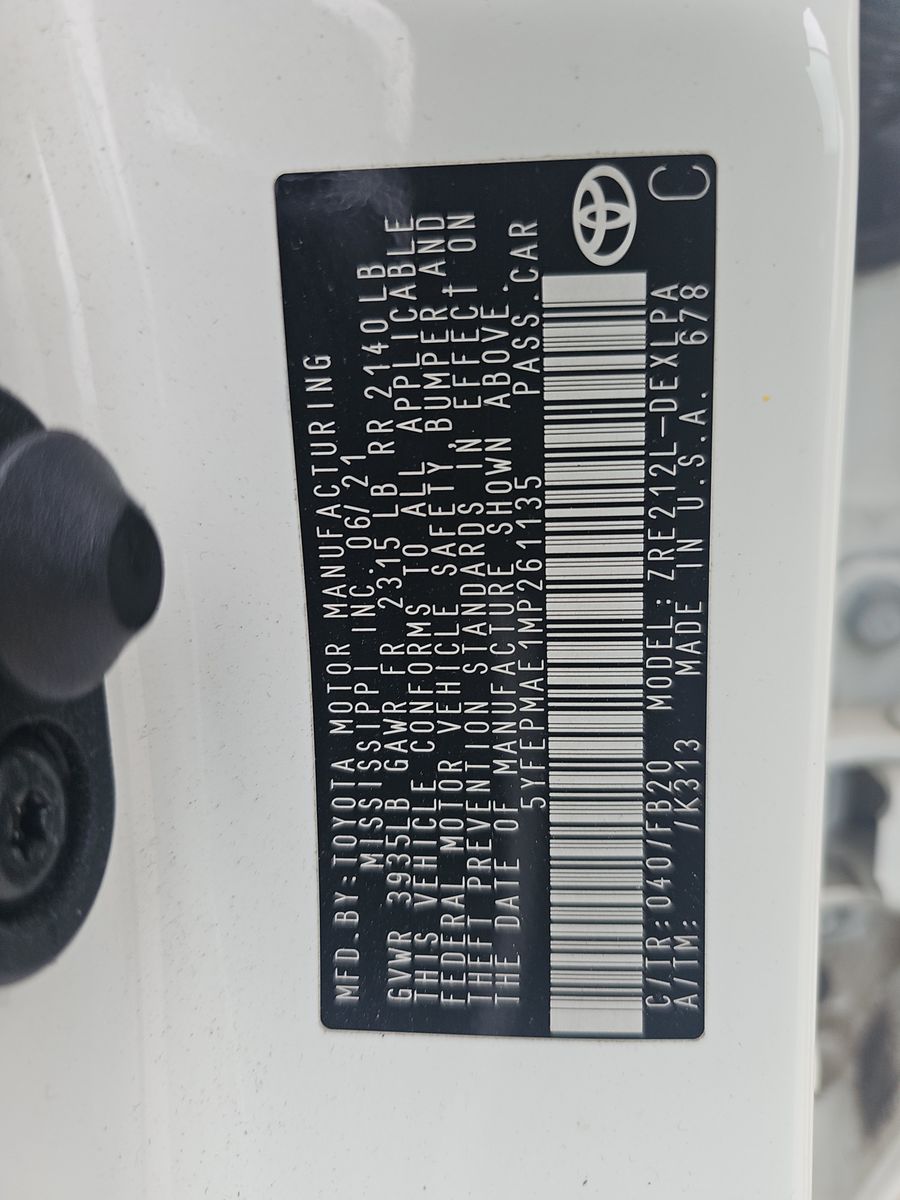 MFD.BY:TOYOTA MOTOR MANUFACTURING
MISSISSIPPI INC. 06/21
GVWR 3935LB GAWR FR 2315 LB RR 2140LB
THIS VEHICLE CONFORMS TO ALL APPLICABLE
FEDERAL MOTOR VEHICLE SAFETY, BUMPER AND
THEFT PREVENTION STANDARDS IN EFFECT ON
THE DATE OF MANUFACTURE SHOWN ABOVE.
5YFEPMAE1MP261135 PASS.CAR
C/TR: 040/FB20 MODEL: ZRE212L-DEXLPA
A/TM: /K313 MADE IN U.S.A. 678
C